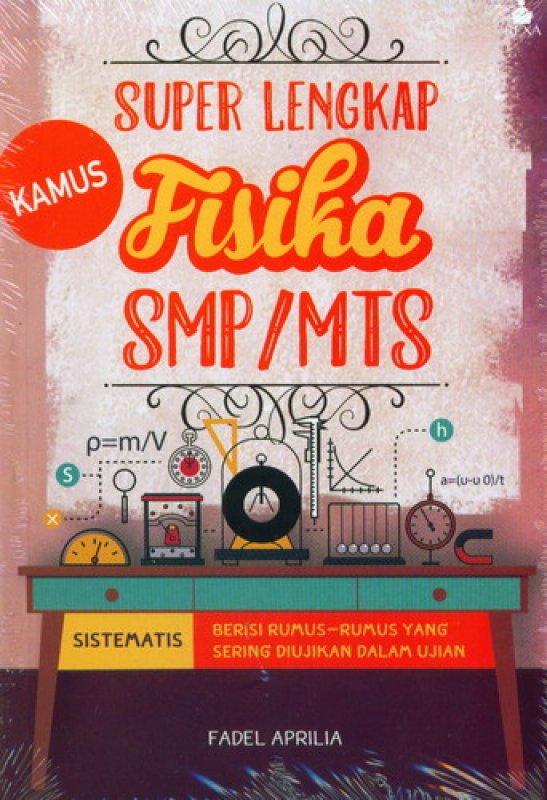 SUPER LENGKAP
KAMUS
Fisika
SMP/MTS
ρ=m/V
h
S
a=(υ-υ 0)/t
x
SISTEMATIS
BERISI RUMUS-RUMUS YANG
SERING DIUJIKAN DALAM UJIAN
FADEL APRILIA